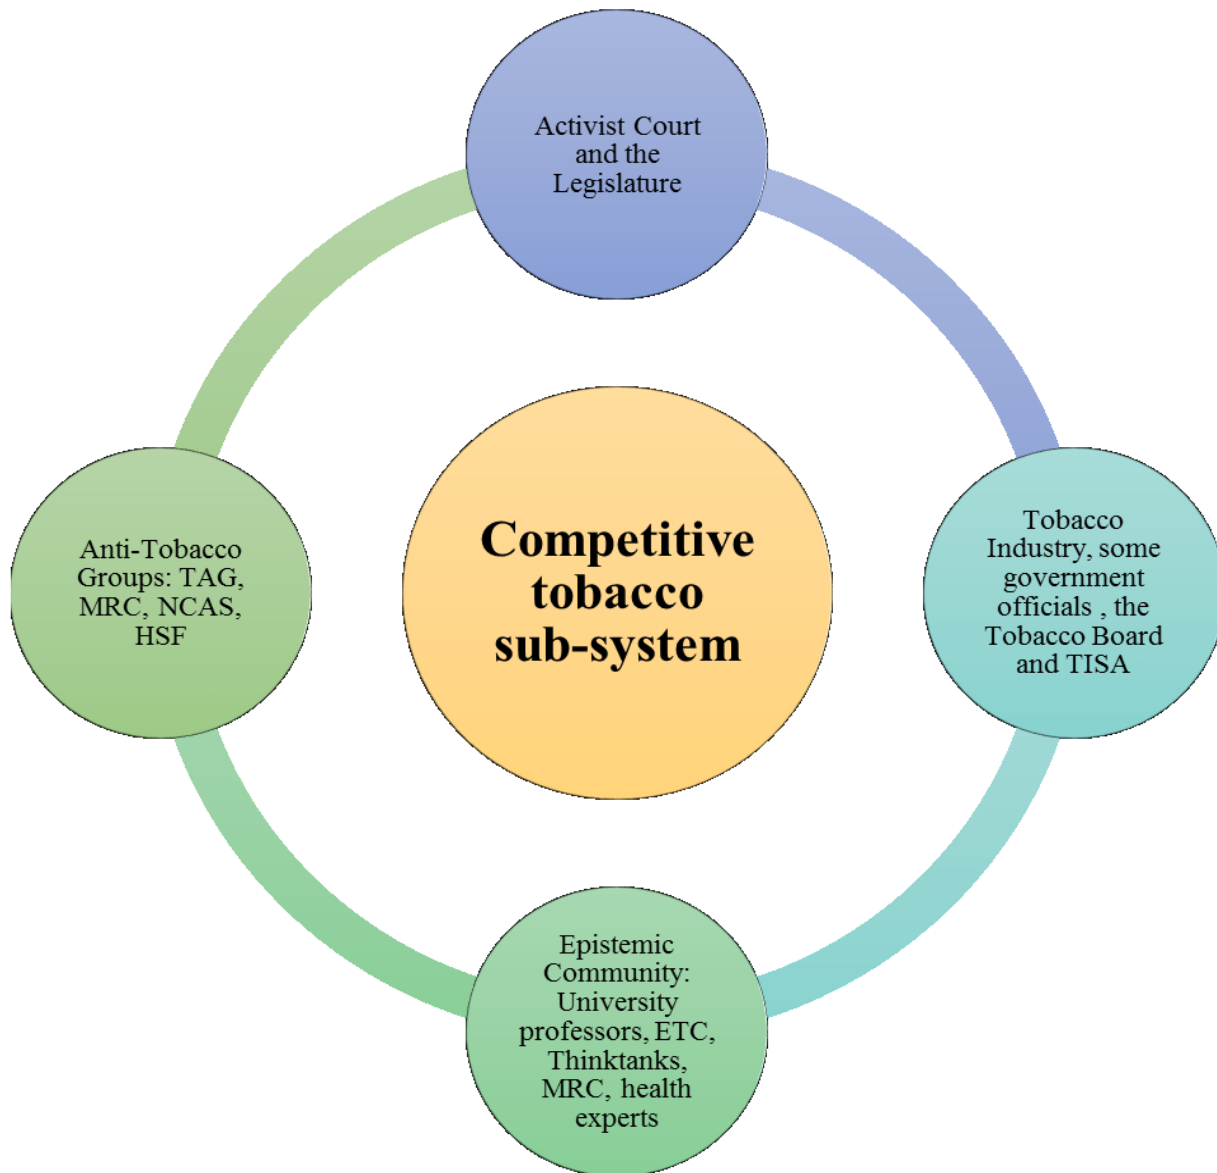 Activist Court
and the
Legislature
Anti-Tobacco
Groups: TAG,
MRC, NCAS,
HSF
Competitive
tobacco
sub-system
Tobacco
Industry, some
government
officials , the
Tobacco Board
and TISA
Epistemic
Community:
University
professors, ETC,
Thinktanks,
MRC, health
experts